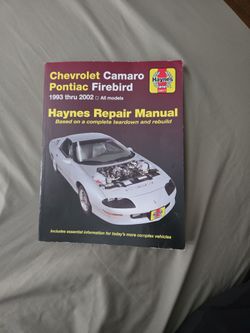 Chevrolet Camaro
Pontiac Firebird
1993 thru 2002 □ All models
Haynes
Haynes Repair Manual
Based on a complete teardown and rebuild
Includes essential information for today's more complex vehicles